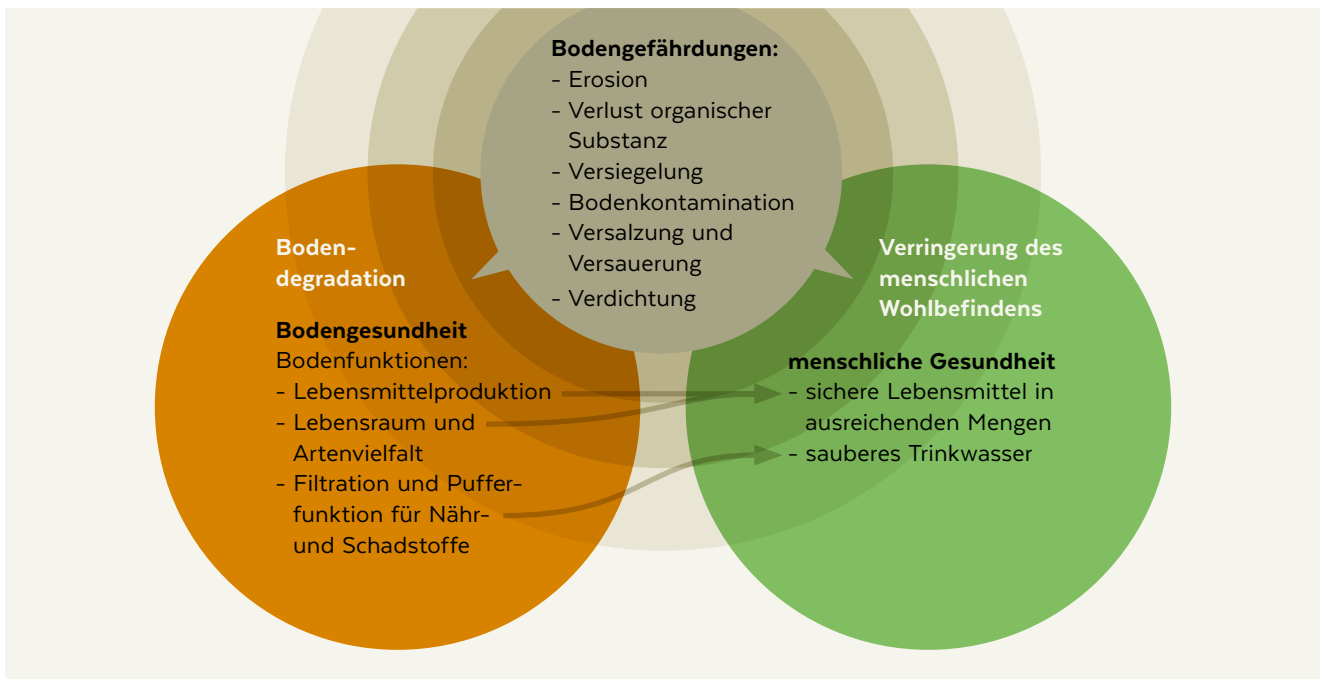 Bodengefährdungen:
- Erosion
- Verlust organischer
Substanz
- Versiegelung
- Bodenkontamination
- Versalzung und
Versauerung
- Verdichtung
Boden-
degradation
Bodengesundheit
Bodenfunktionen:
- Lebensmittelproduktion
- Lebensraum und
Artenvielfalt
- Filtration und Puffer-
funktion für Nähr-
und Schadstoffe
Verringerung des
menschlichen
Wohlbefindens
menschliche Gesundheit
- sichere Lebensmittel in
ausreichenden Mengen
- sauberes Trinkwasser